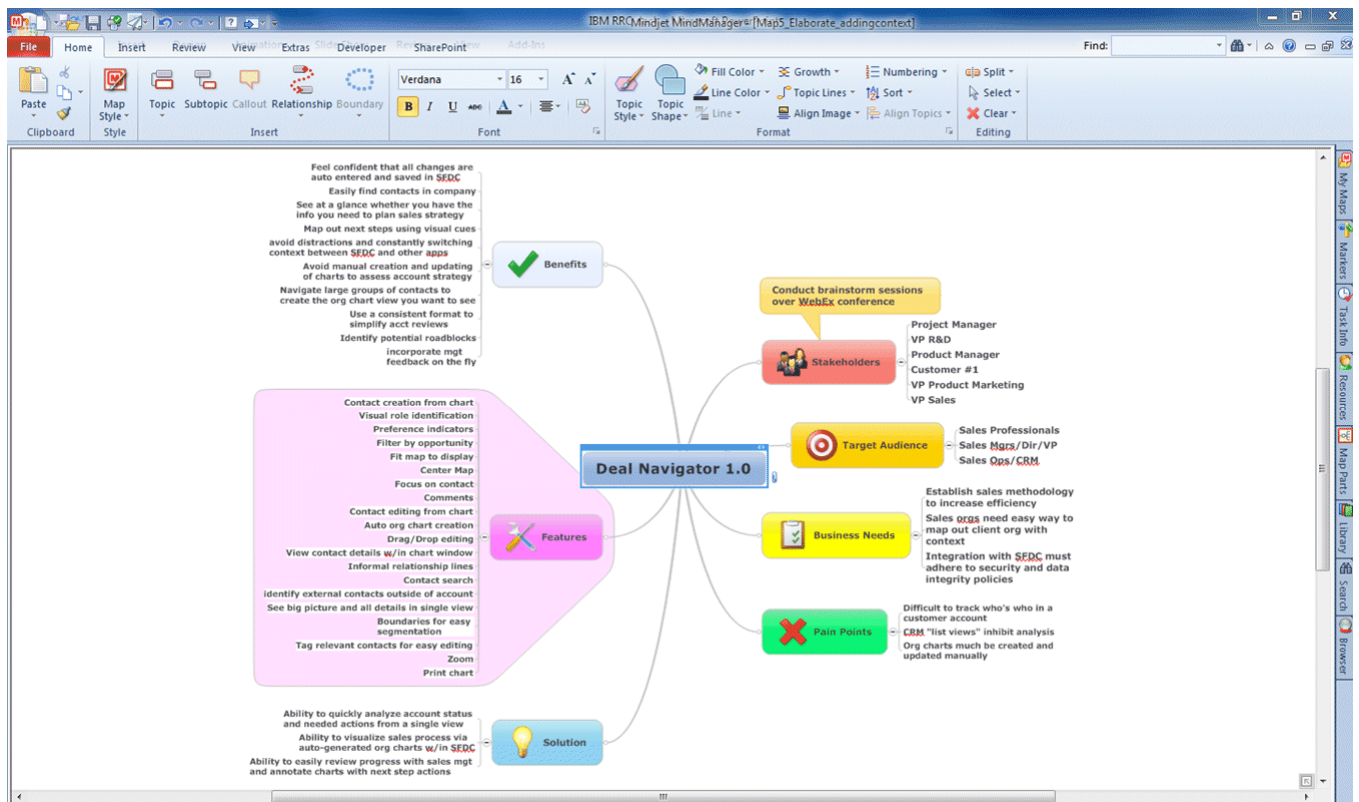 IBM RRC
Mindjet MindManager - [Map5_Elaborate_addingcontext]
File
Home
Insert
Review
View
Extras
Developer
SharePoint
Add-Ins
Find:
Paste
Clipboard
Map
Style
Style
Topic
Subtopic
Callout
Relationship
Boundary
Insert
Verdana
16
B I U ABC
Font
Topic
Style
Topic
Shape
Fill Color
Line Color
Line
Growth
Topic Lines
Align Image
Numbering
Sort
Align Topics
Format
Split
Select
Clear
Editing
Feel confident that all changes are
auto entered and saved in SFDC
Easily find contacts in company
See at a glance whether you have the
info you need to plan sales strategy
Map out next steps using visual cues
avoid distractions and constantly switching
context between SFDC and other apps
Avoid manual creation and updating
of charts to assess account strategy
Navigate large groups of contacts to
create the org chart view you want to see
Use a consistent format to
simplify acct reviews
Identify potential roadblocks
incorporate mgt
feedback on the fly
Benefits
Contact creation from chart
Visual role identification
Preference indicators
Filter by opportunity
Fit map to display
Center Map
Focus on contact
Comments
Contact editing from chart
Auto org chart creation
Drag/Drop editing
View contact details w/in chart window
Informal relationship lines
Contact search
identify external contacts outside of account
See big picture and all details in single view
Boundaries for easy
segmentation
Tag relevant contacts for easy editing
Zoom
Print chart
Features
Ability to quickly analyze account status
and needed actions from a single view
Ability to visualize sales process via
auto-generated org charts w/in SFDC
Ability to easily review progress with sales mgt
and annotate charts with next step actions
Solution
Deal Navigator 1.0
Conduct brainstorm sessions
over WebEx conference
Stakeholders
Project Manager
VP R&D
Product Manager
Customer #1
VP Product Marketing
VP Sales
Target Audience
Sales Professionals
Sales Mgrs/Dir/VP
Sales Ops/CRM
Business Needs
Establish sales methodology
to increase efficiency
Sales orgs need easy way to
map out client org with
context
Integration with SFDC must
adhere to security and data
integrity policies
Pain Points
Difficult to track who's who in a
customer account
CRM "list views" inhibit analysis
Org charts much be created and
updated manually
My Maps
Markers
Task Info
Resources
Map Parts
Library
Search
Browser